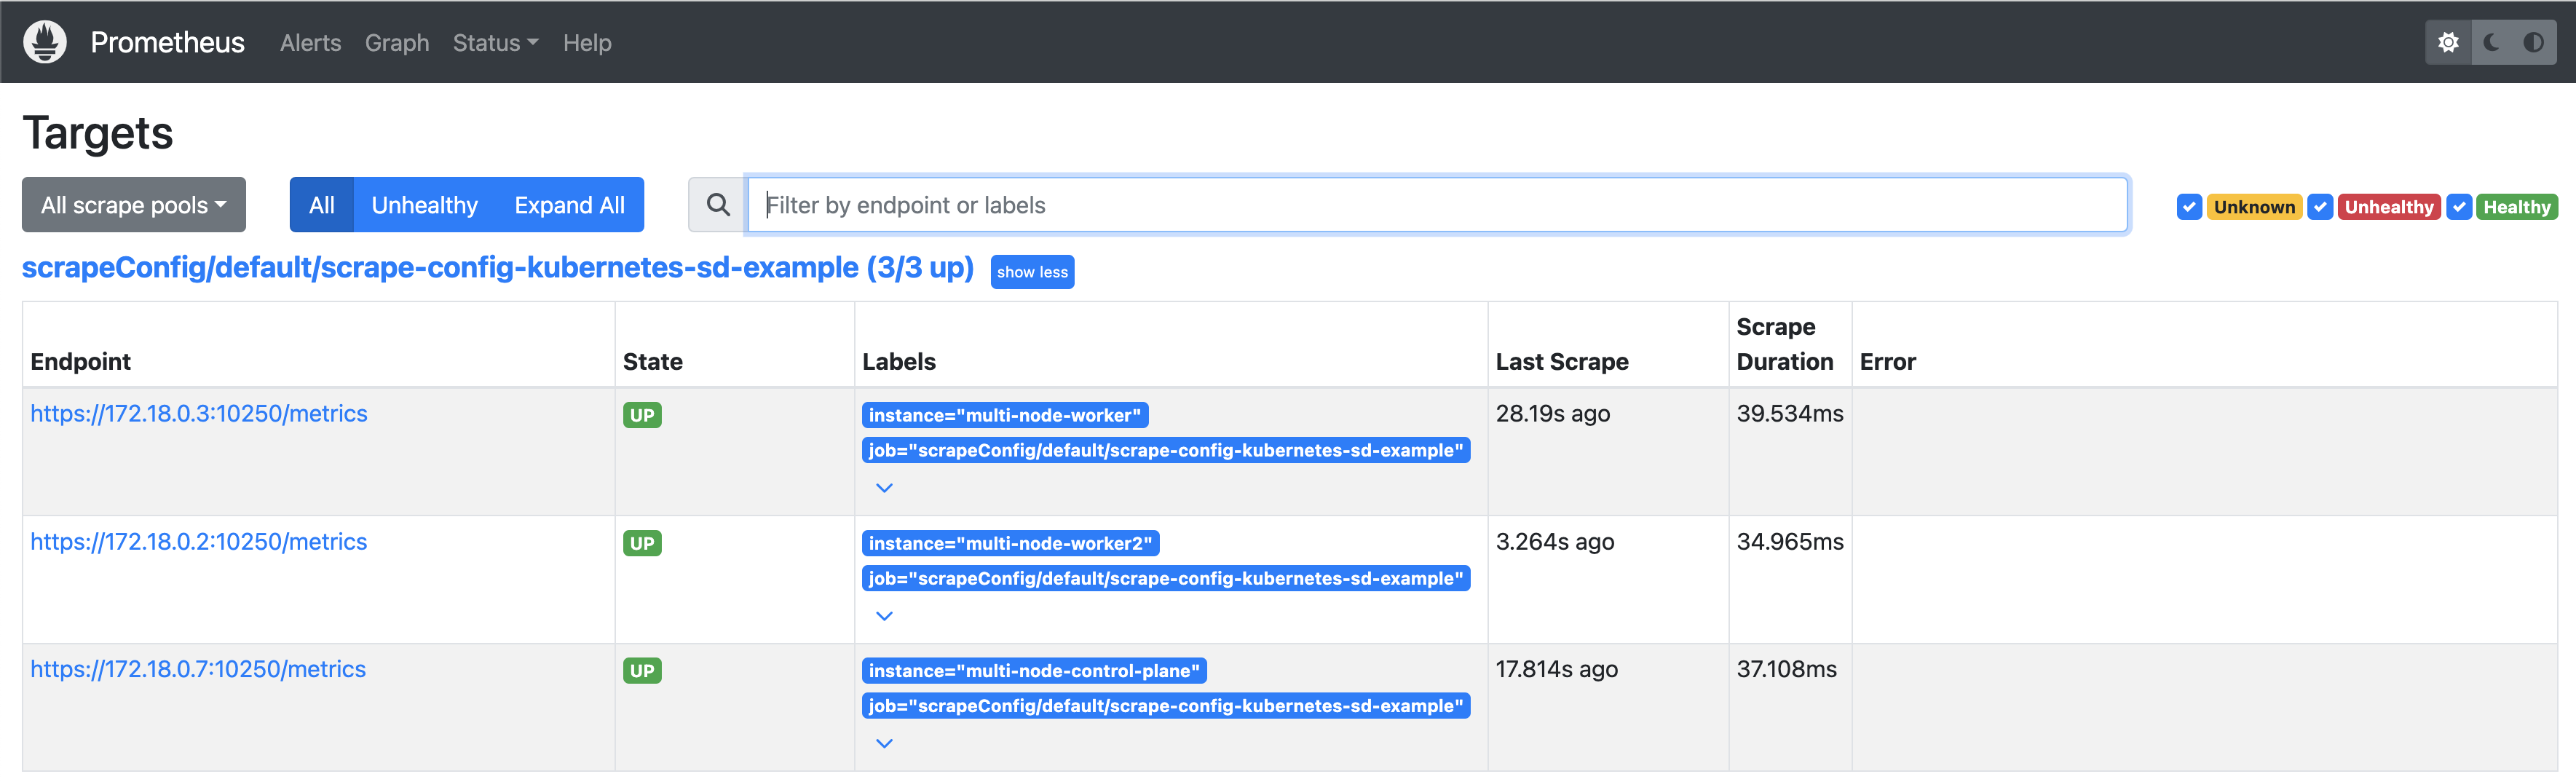 Prometheus Alerts Graph Status Help
Targets
All scrape pools All Unhealthy Expand All Filter by endpoint or labels Unknown Unhealthy Healthy
scrapeConfig/default/scrape-config-kubernetes-sd-example (3/3 up) show less
Endpoint State Labels Last Scrape Scrape Duration Error
https://172.18.0.3:10250/metrics UP instance="multi-node-worker" 28.19s ago 39.534ms
job="scrapeConfig/default/scrape-config-kubernetes-sd-example"
https://172.18.0.2:10250/metrics UP instance="multi-node-worker2" 3.264s ago 34.965ms
job="scrapeConfig/default/scrape-config-kubernetes-sd-example"
https://172.18.0.7:10250/metrics UP instance="multi-node-control-plane" 17.814s ago 37.108ms
job="scrapeConfig/default/scrape-config-kubernetes-sd-example"